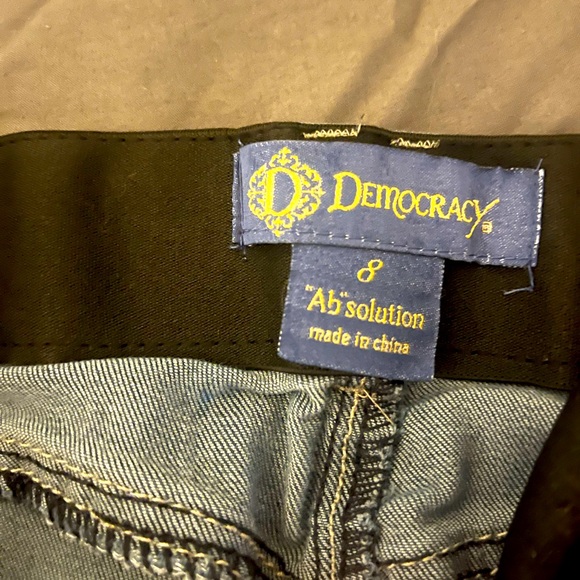 D DEMOCRACY
8
"Ab"solution
made in china